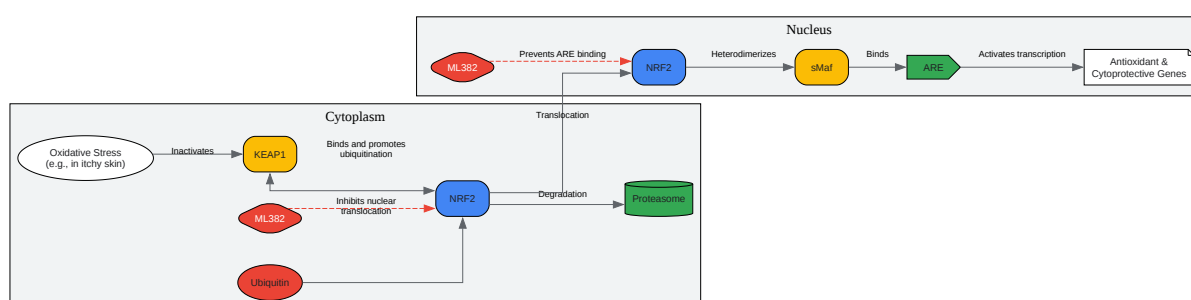 Nucleus
ML382
Prevents ARE binding
NRF2
Heterodimerizes
sMaf
Binds
ARE
Activates transcription
Antioxidant &
Cytoprotective Genes
Translocation
Cytoplasm
Oxidative Stress
(e.g., in itchy skin)
Inactivates
KEAP1
Binds and promotes
ubiquitination
ML382
Inhibits nuclear
translocation
NRF2
Degradation
Proteasome
Ubiquitin